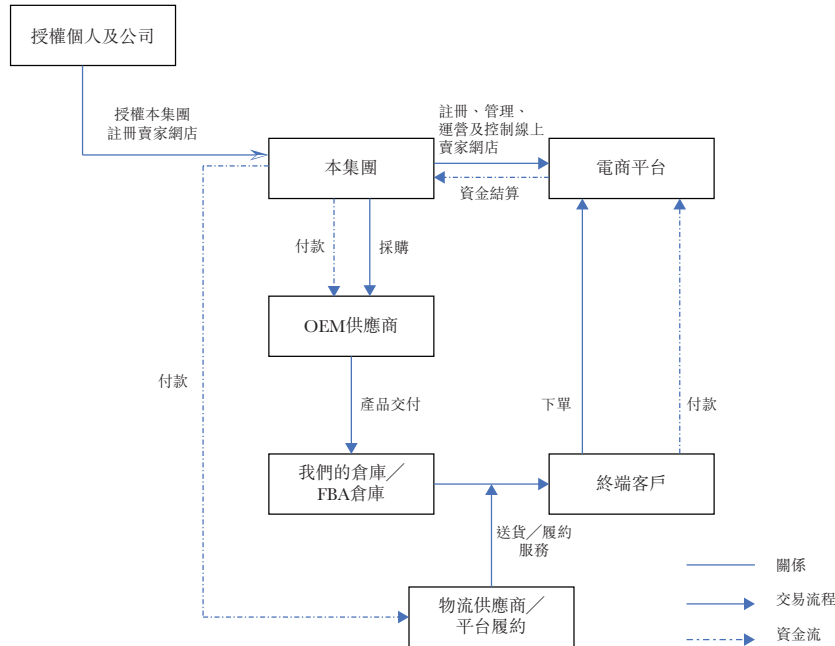 授權個人及公司
授權本集團
註冊賣家網店
註冊、管理、
運營及控制線上
賣家網店
本集團
電商平台
資金結算
付款
採購
OEM供應商
付款
產品交付
下單
付款
我們的倉庫／
FBA倉庫
終端客戶
送貨／履約
服務
關係
物流供應商／
平台履約
交易流程
資金流